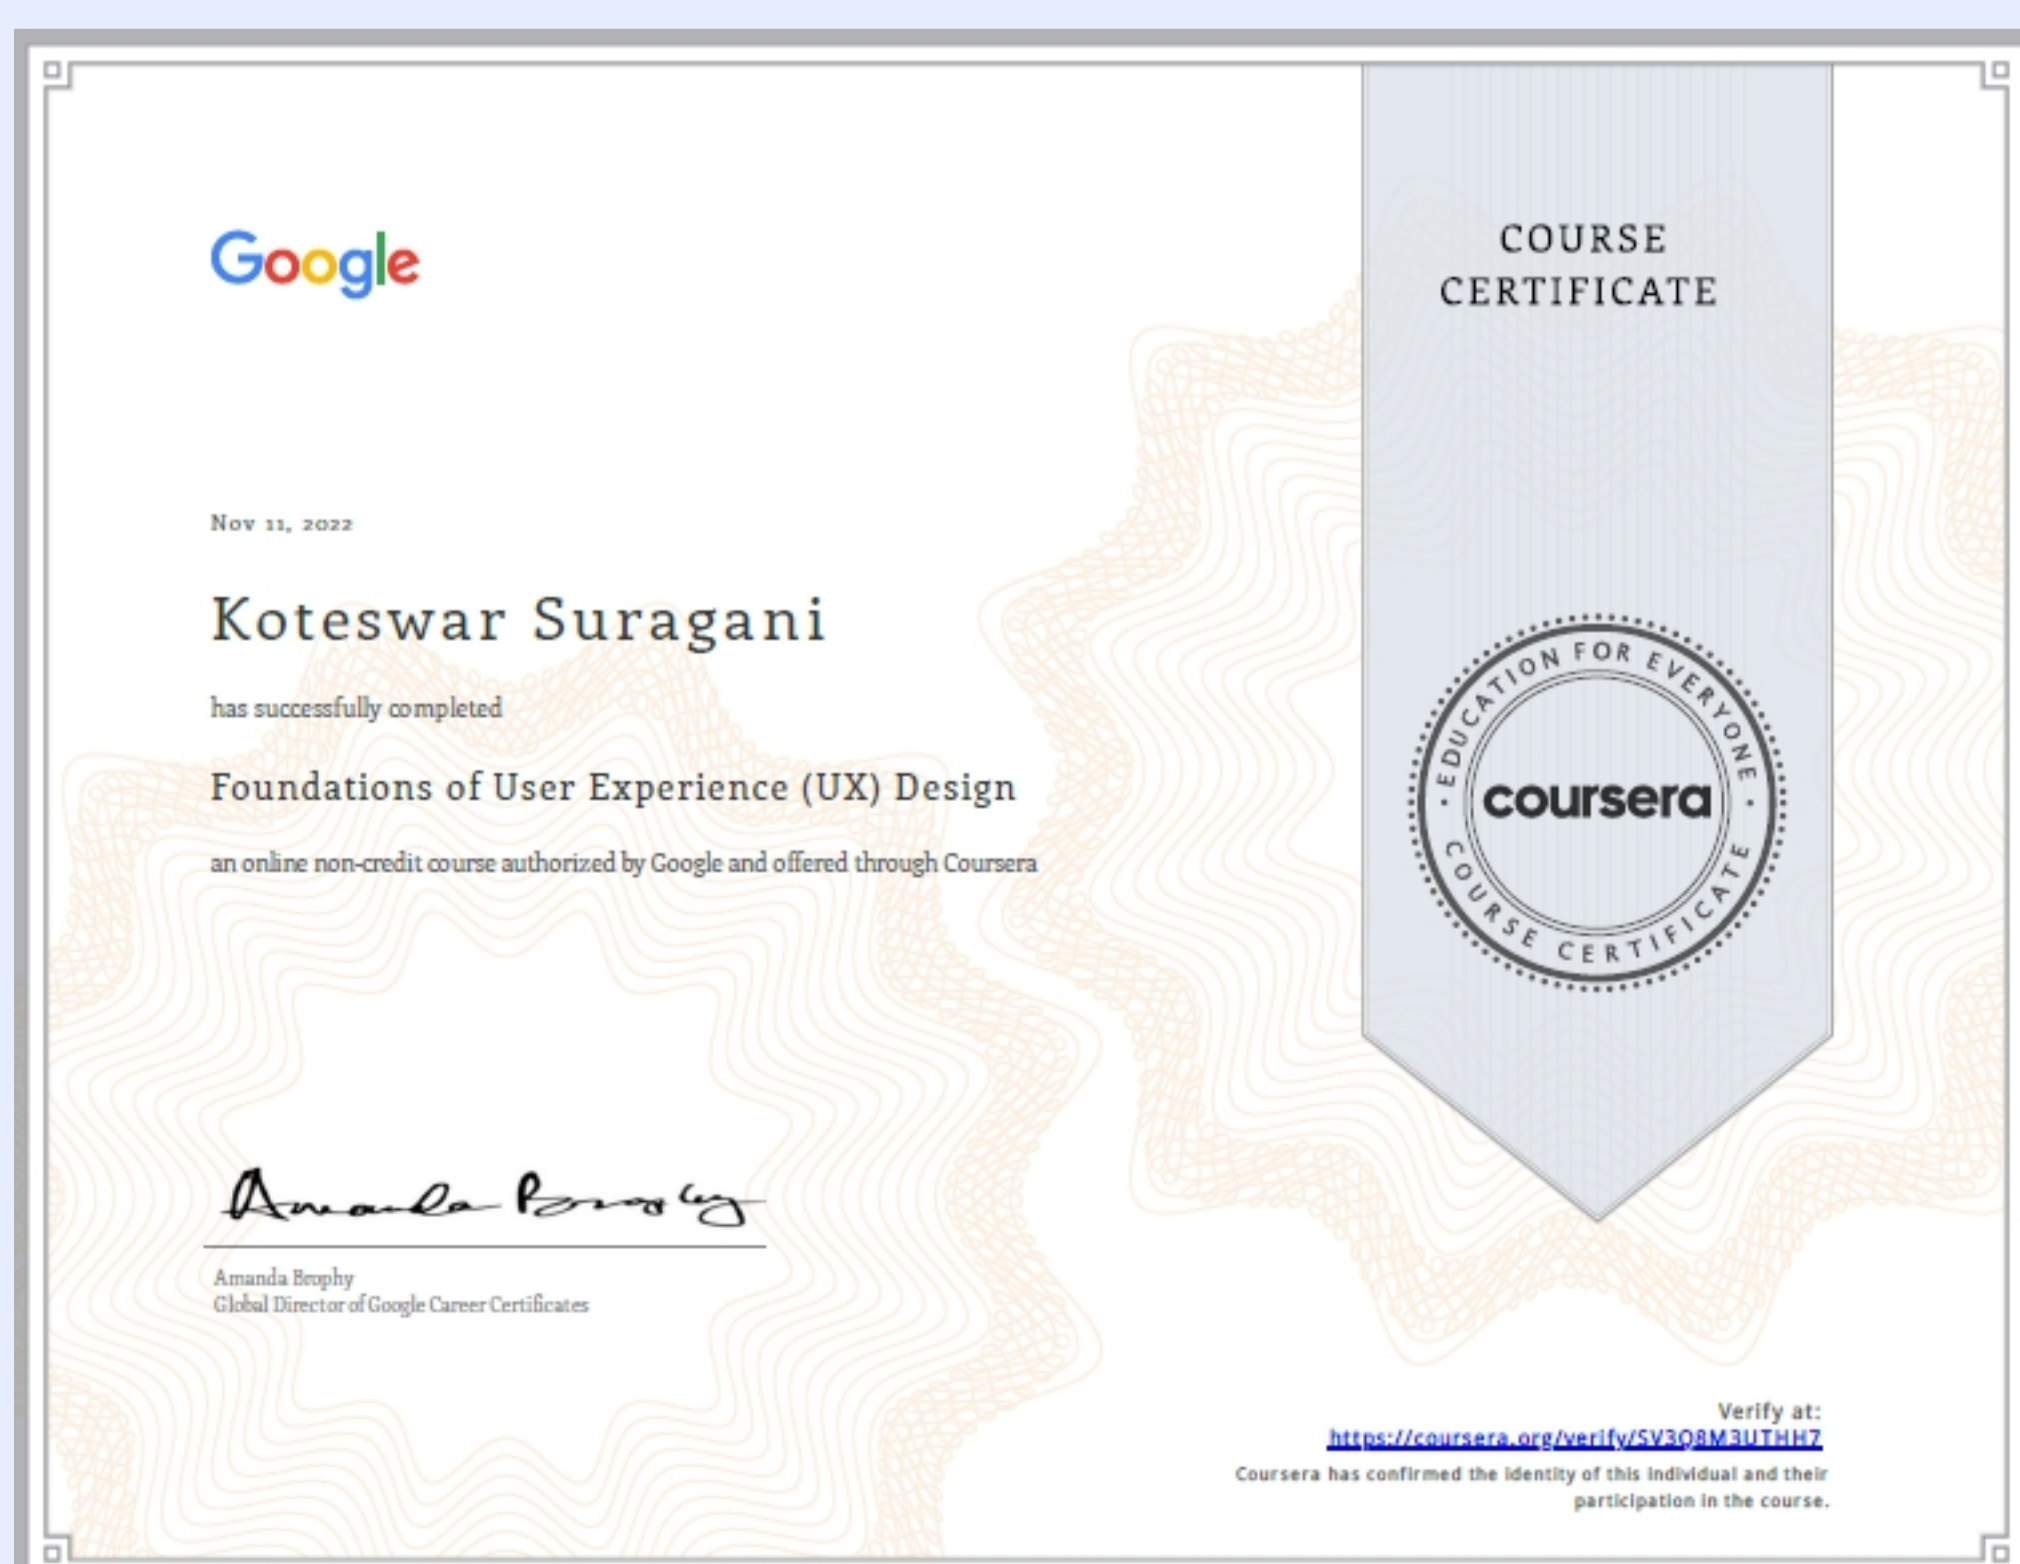 Google
COURSE
CERTIFICATE
Nov 11, 2022
Koteswar Suragani
has successfully completed
Foundations of User Experience (UX) Design
an online non-credit course authorized by Google and offered through Coursera
EDUCATION FOR EVERYONE
coursera
COURSE CERTIFICATE
Amanda Brophy
Amanda Brophy
Global Director of Google Career Certificates
Verify at:
https://coursera.org/verify/SV3Q8M3UTHH7
Coursera has confirmed the identity of this individual and their
participation in the course.